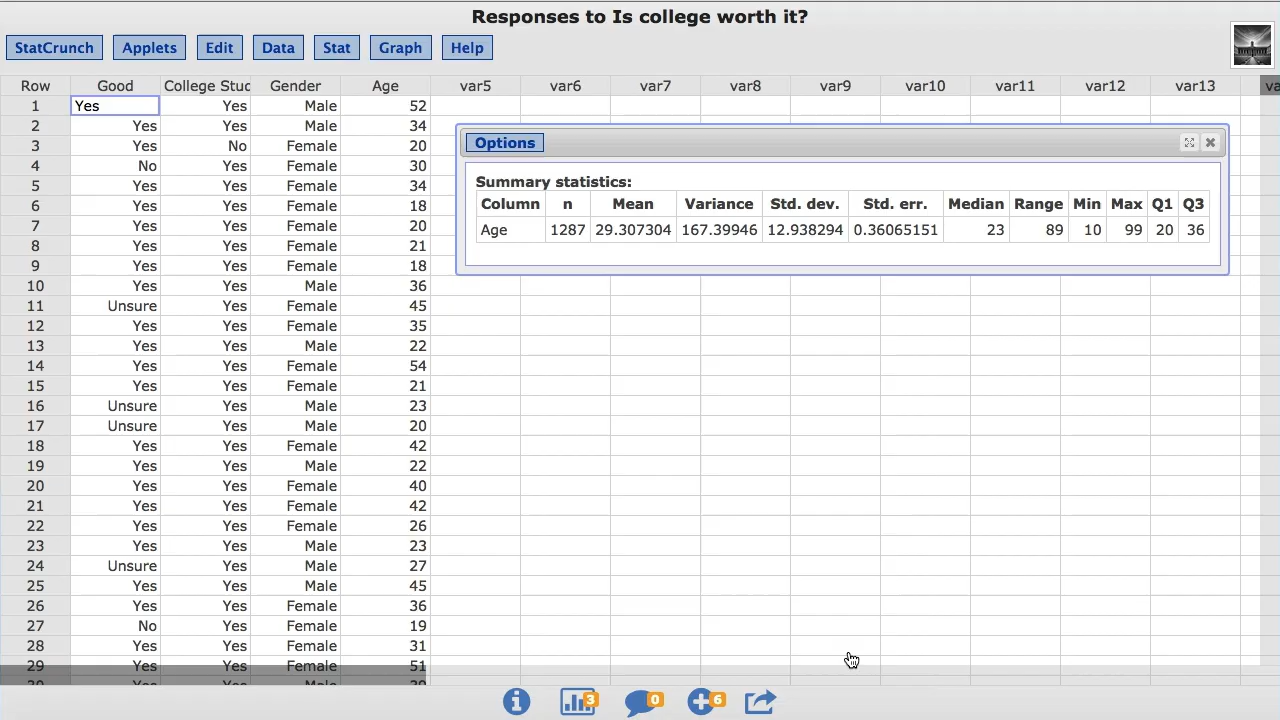 Responses to Is college worth it?
StatCrunch Applets Edit Data Stat Graph Help
Row Good College Stud Gender Age var5 var6 var7 var8 var9 var10 var11 var12 var13 va
1 Yes Yes Male 52
2 Yes Yes Male 34
3 Yes No Female 20
4 No Yes Female 30
5 Yes Yes Female 34
6 Yes Yes Female 18
7 Yes Yes Female 20
8 Yes Yes Female 21
9 Yes Yes Female 18
10 Yes Yes Male 36
11 Unsure Yes Female 45
12 Yes Yes Female 35
13 Yes Yes Male 22
14 Yes Yes Female 54
15 Yes Yes Female 21
16 Unsure Yes Male 23
17 Unsure Yes Male 20
18 Yes Yes Female 42
19 Yes Yes Male 22
20 Yes Yes Female 40
21 Yes Yes Female 42
22 Yes Yes Female 26
23 Yes Yes Male 23
24 Unsure Yes Male 27
25 Yes Yes Male 45
26 Yes Yes Female 36
27 No Yes Female 19
28 Yes Yes Female 31
29 Yes Yes Female 51
Options
Summary statistics:
Column n Mean Variance Std. dev. Std. err. Median Range Min Max Q1 Q3
Age 1287 29.307304 167.39946 12.938294 0.36065151 23 89 10 99 20 36
3 0 6